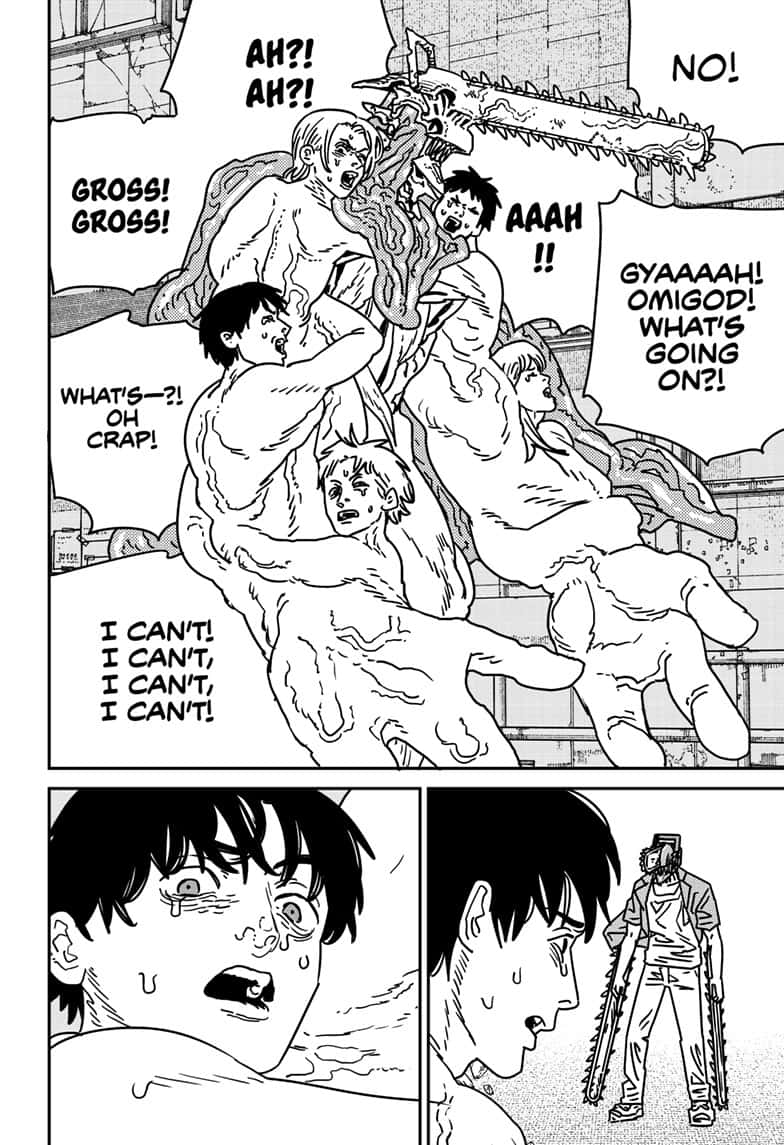 AH?!
AH?!
NO!
GROSS!
GROSS!
AAAH
!!
GYAAAAH!
OMIGOD!
WHAT'S
GOING
ON?!
WHAT'S—?!
OH
CRAP!
I CAN'T!
I CAN'T,
I CAN'T,
I CAN'T!